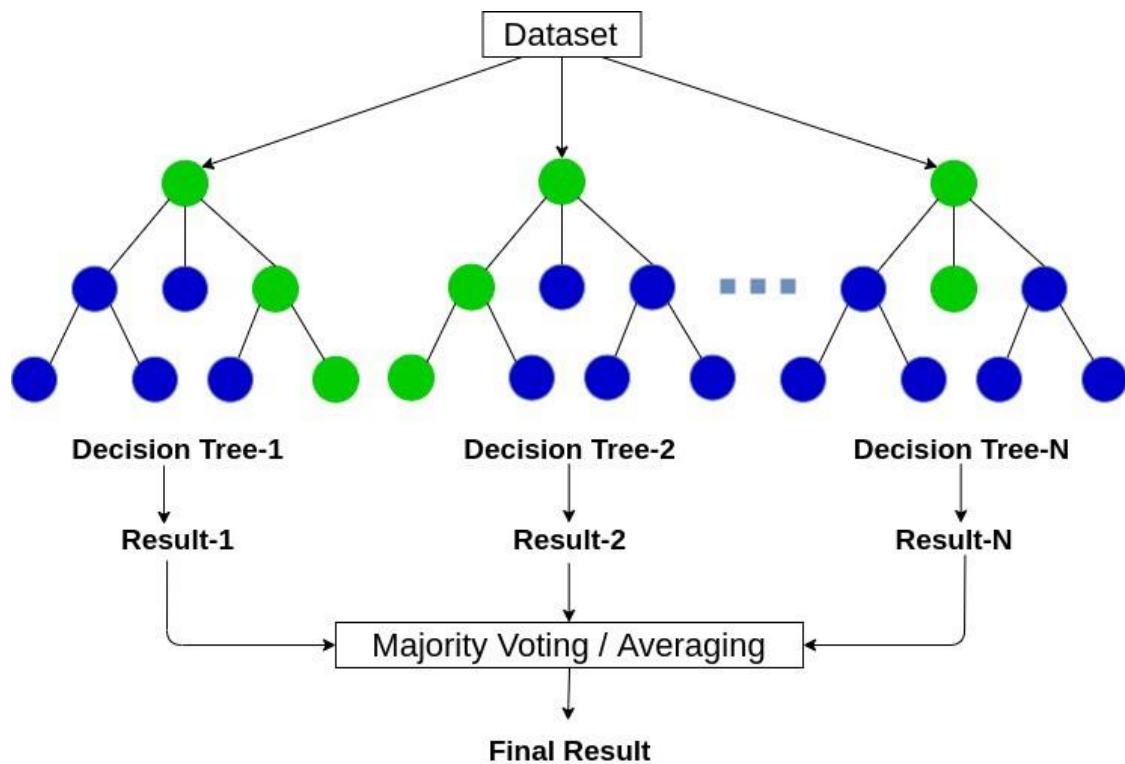 Dataset
Decision Tree-1
Decision Tree-2
Decision Tree-N
Result-1
Result-2
Result-N
Majority Voting / Averaging
Final Result